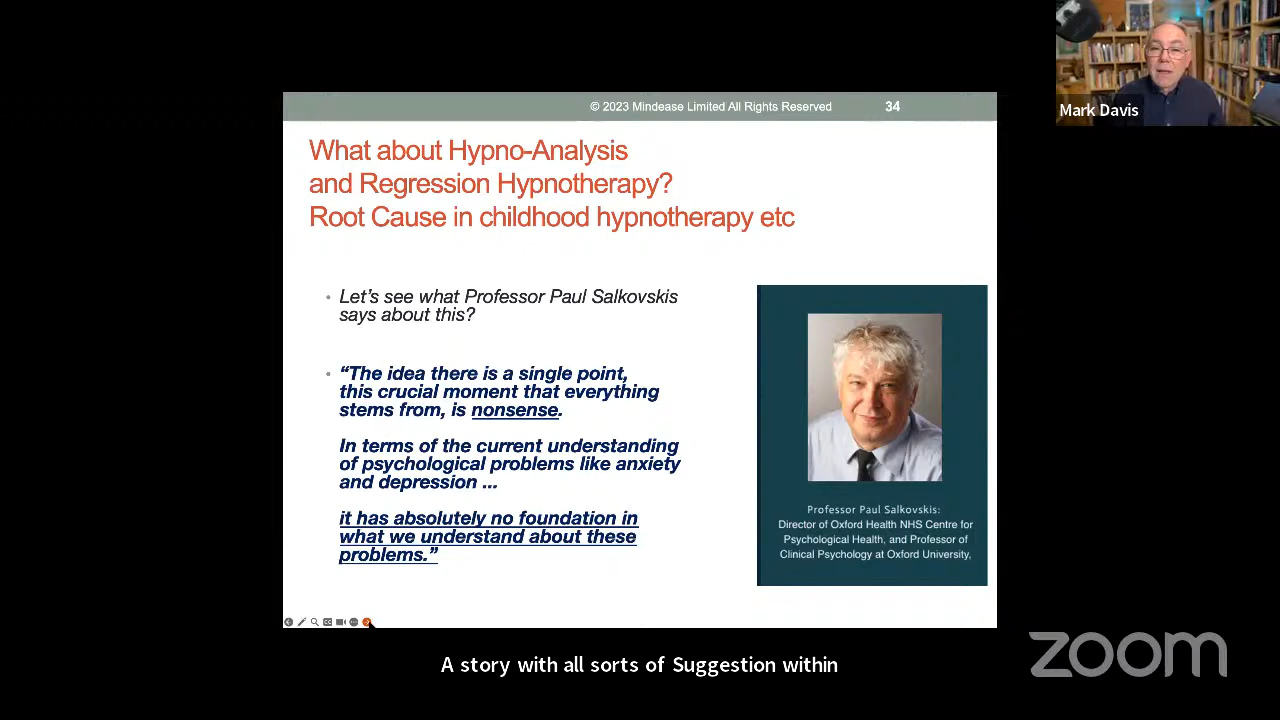 © 2023 Mindease Limited All Rights Reserved 34
Mark Davis
What about Hypno-Analysis
and Regression Hypnotherapy?
Root Cause in childhood hypnotherapy etc
• Let’s see what Professor Paul Salkovskis
says about this?
• “The idea there is a single point,
this crucial moment that everything
stems from, is nonsense.
In terms of the current understanding
of psychological problems like anxiety
and depression ...
it has absolutely no foundation in
what we understand about these
problems.”
Professor Paul Salkovskis:
Director of Oxford Health NHS Centre for
Psychological Health, and Professor of
Clinical Psychology at Oxford University,
A story with all sorts of Suggestion within
zoom